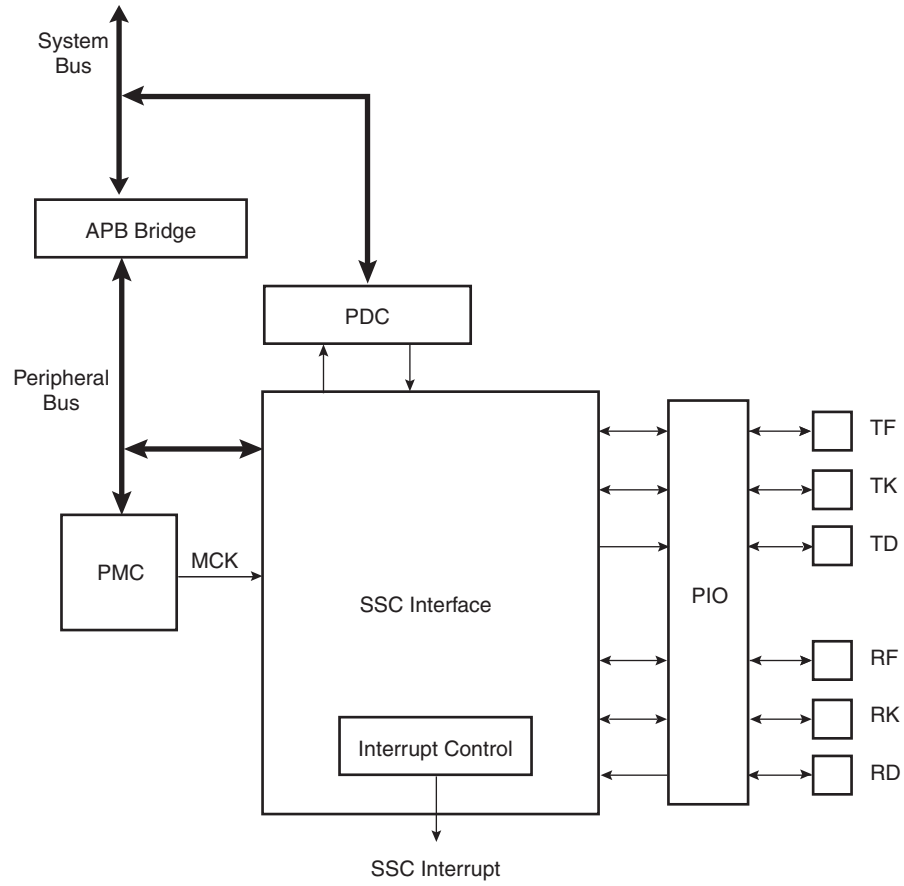 System
Bus
APB Bridge
PDC
Peripheral
Bus
TF
TK
TD
PMC
MCK
SSC Interface
PIO
RF
RK
RD
Interrupt Control
SSC Interrupt